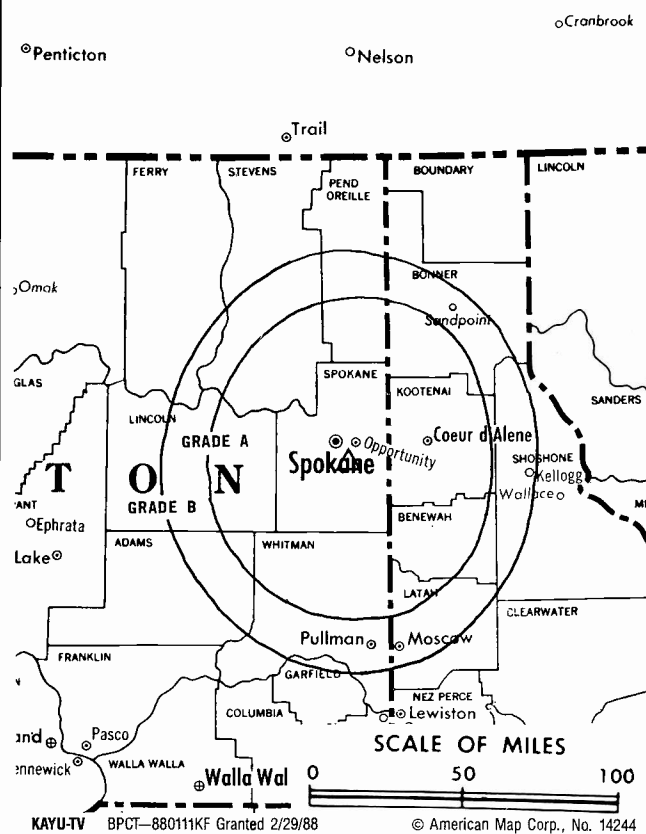 Cranbrook
Penticton
Nelson
Trail
FERRY
STEVENS
PEND
OREILLE
BOUNDARY
LINCOLN
BONNER
Omak
Sandpoint
GLAS
SPOKANE
KOOTENAI
SANDERS
LINCOLN
GRADE A
Opportunity
Coeur d'Alene
Spokane
SHOSHONE
Kellogg
T O N
Wallace
GRADE B
ANT
Ephrata
BENEWAH
ADAMS
WHITMAN
Lake
LATAH
CLEARWATER
Pullman
Moscow
FRANKLIN
GARFIELD
NEZ PERCE
COLUMBIA
Lewiston
and
Pasco
ennewick
WALLA WALLA
Walla Wal
SCALE OF MILES
0 50 100
KAYU-TV BPCT—880111KF Granted 2/29/88 © American Map Corp., No. 14244